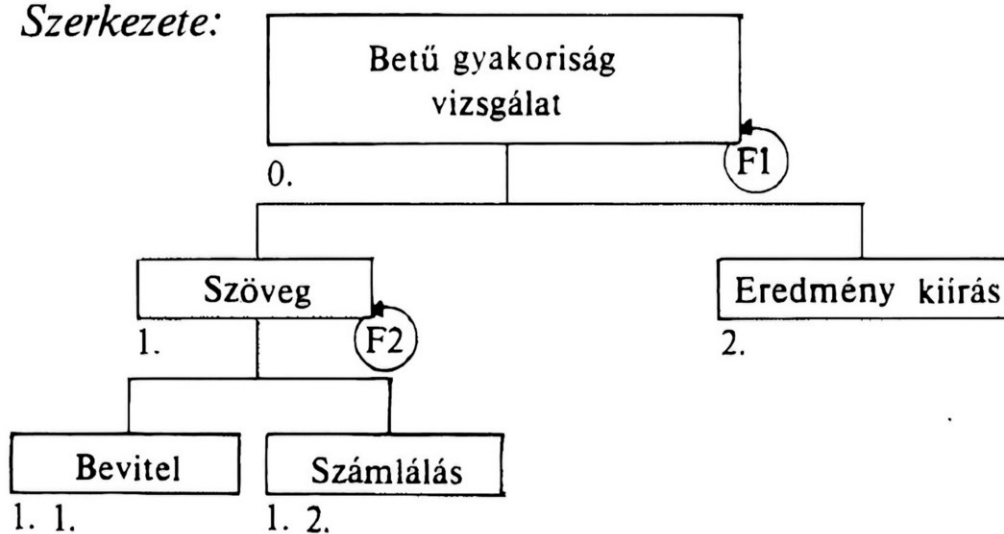 Szerkezete:
Betű gyakoriság
vizsgálat
F1
0.
Szöveg
Eredmény kiírás
1.
F2
2.
Bevitel
Számlálás
1. 1.
1. 2.